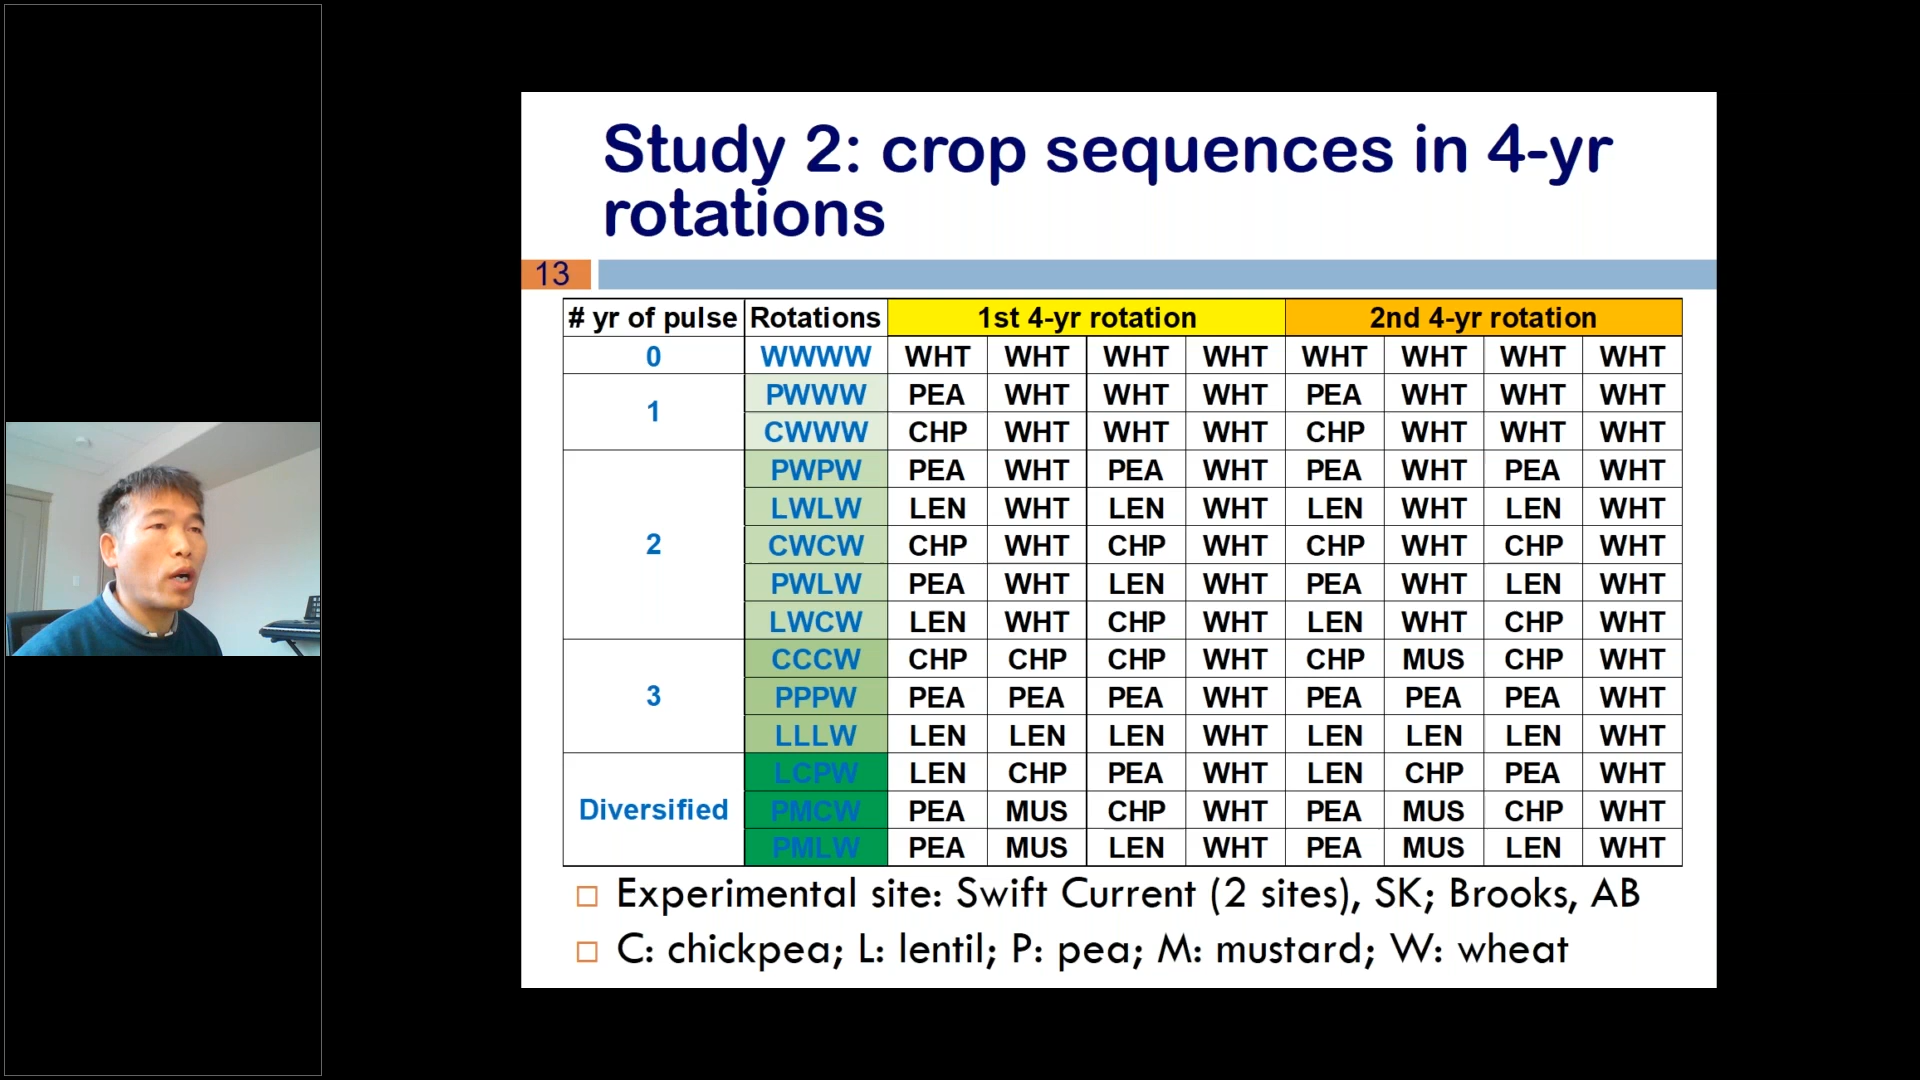 Study 2: crop sequences in 4-yr
rotations
13
# yr of pulse Rotations 1st 4-yr rotation 2nd 4-yr rotation
0 WWWW WHT WHT WHT WHT WHT WHT WHT WHT
1 PWWW PEA WHT WHT WHT PEA WHT WHT WHT
CWWW CHP WHT WHT WHT CHP WHT WHT WHT
2 PWPW PEA WHT PEA WHT PEA WHT PEA WHT
LWLW LEN WHT LEN WHT LEN WHT LEN WHT
CWCW CHP WHT CHP WHT CHP WHT CHP WHT
PWLW PEA WHT LEN WHT PEA WHT LEN WHT
LWCW LEN WHT CHP WHT LEN WHT CHP WHT
3 CCCW CHP CHP CHP WHT CHP MUS CHP WHT
PPPW PEA PEA PEA WHT PEA PEA PEA WHT
LLLW LEN LEN LEN WHT LEN LEN LEN WHT
Diversified LCPW LEN CHP PEA WHT LEN CHP PEA WHT
PMCW PEA MUS CHP WHT PEA MUS CHP WHT
PMLW PEA MUS LEN WHT PEA MUS LEN WHT
Experimental site: Swift Current (2 sites), SK; Brooks, AB
C: chickpea; L: lentil; P: pea; M: mustard; W: wheat